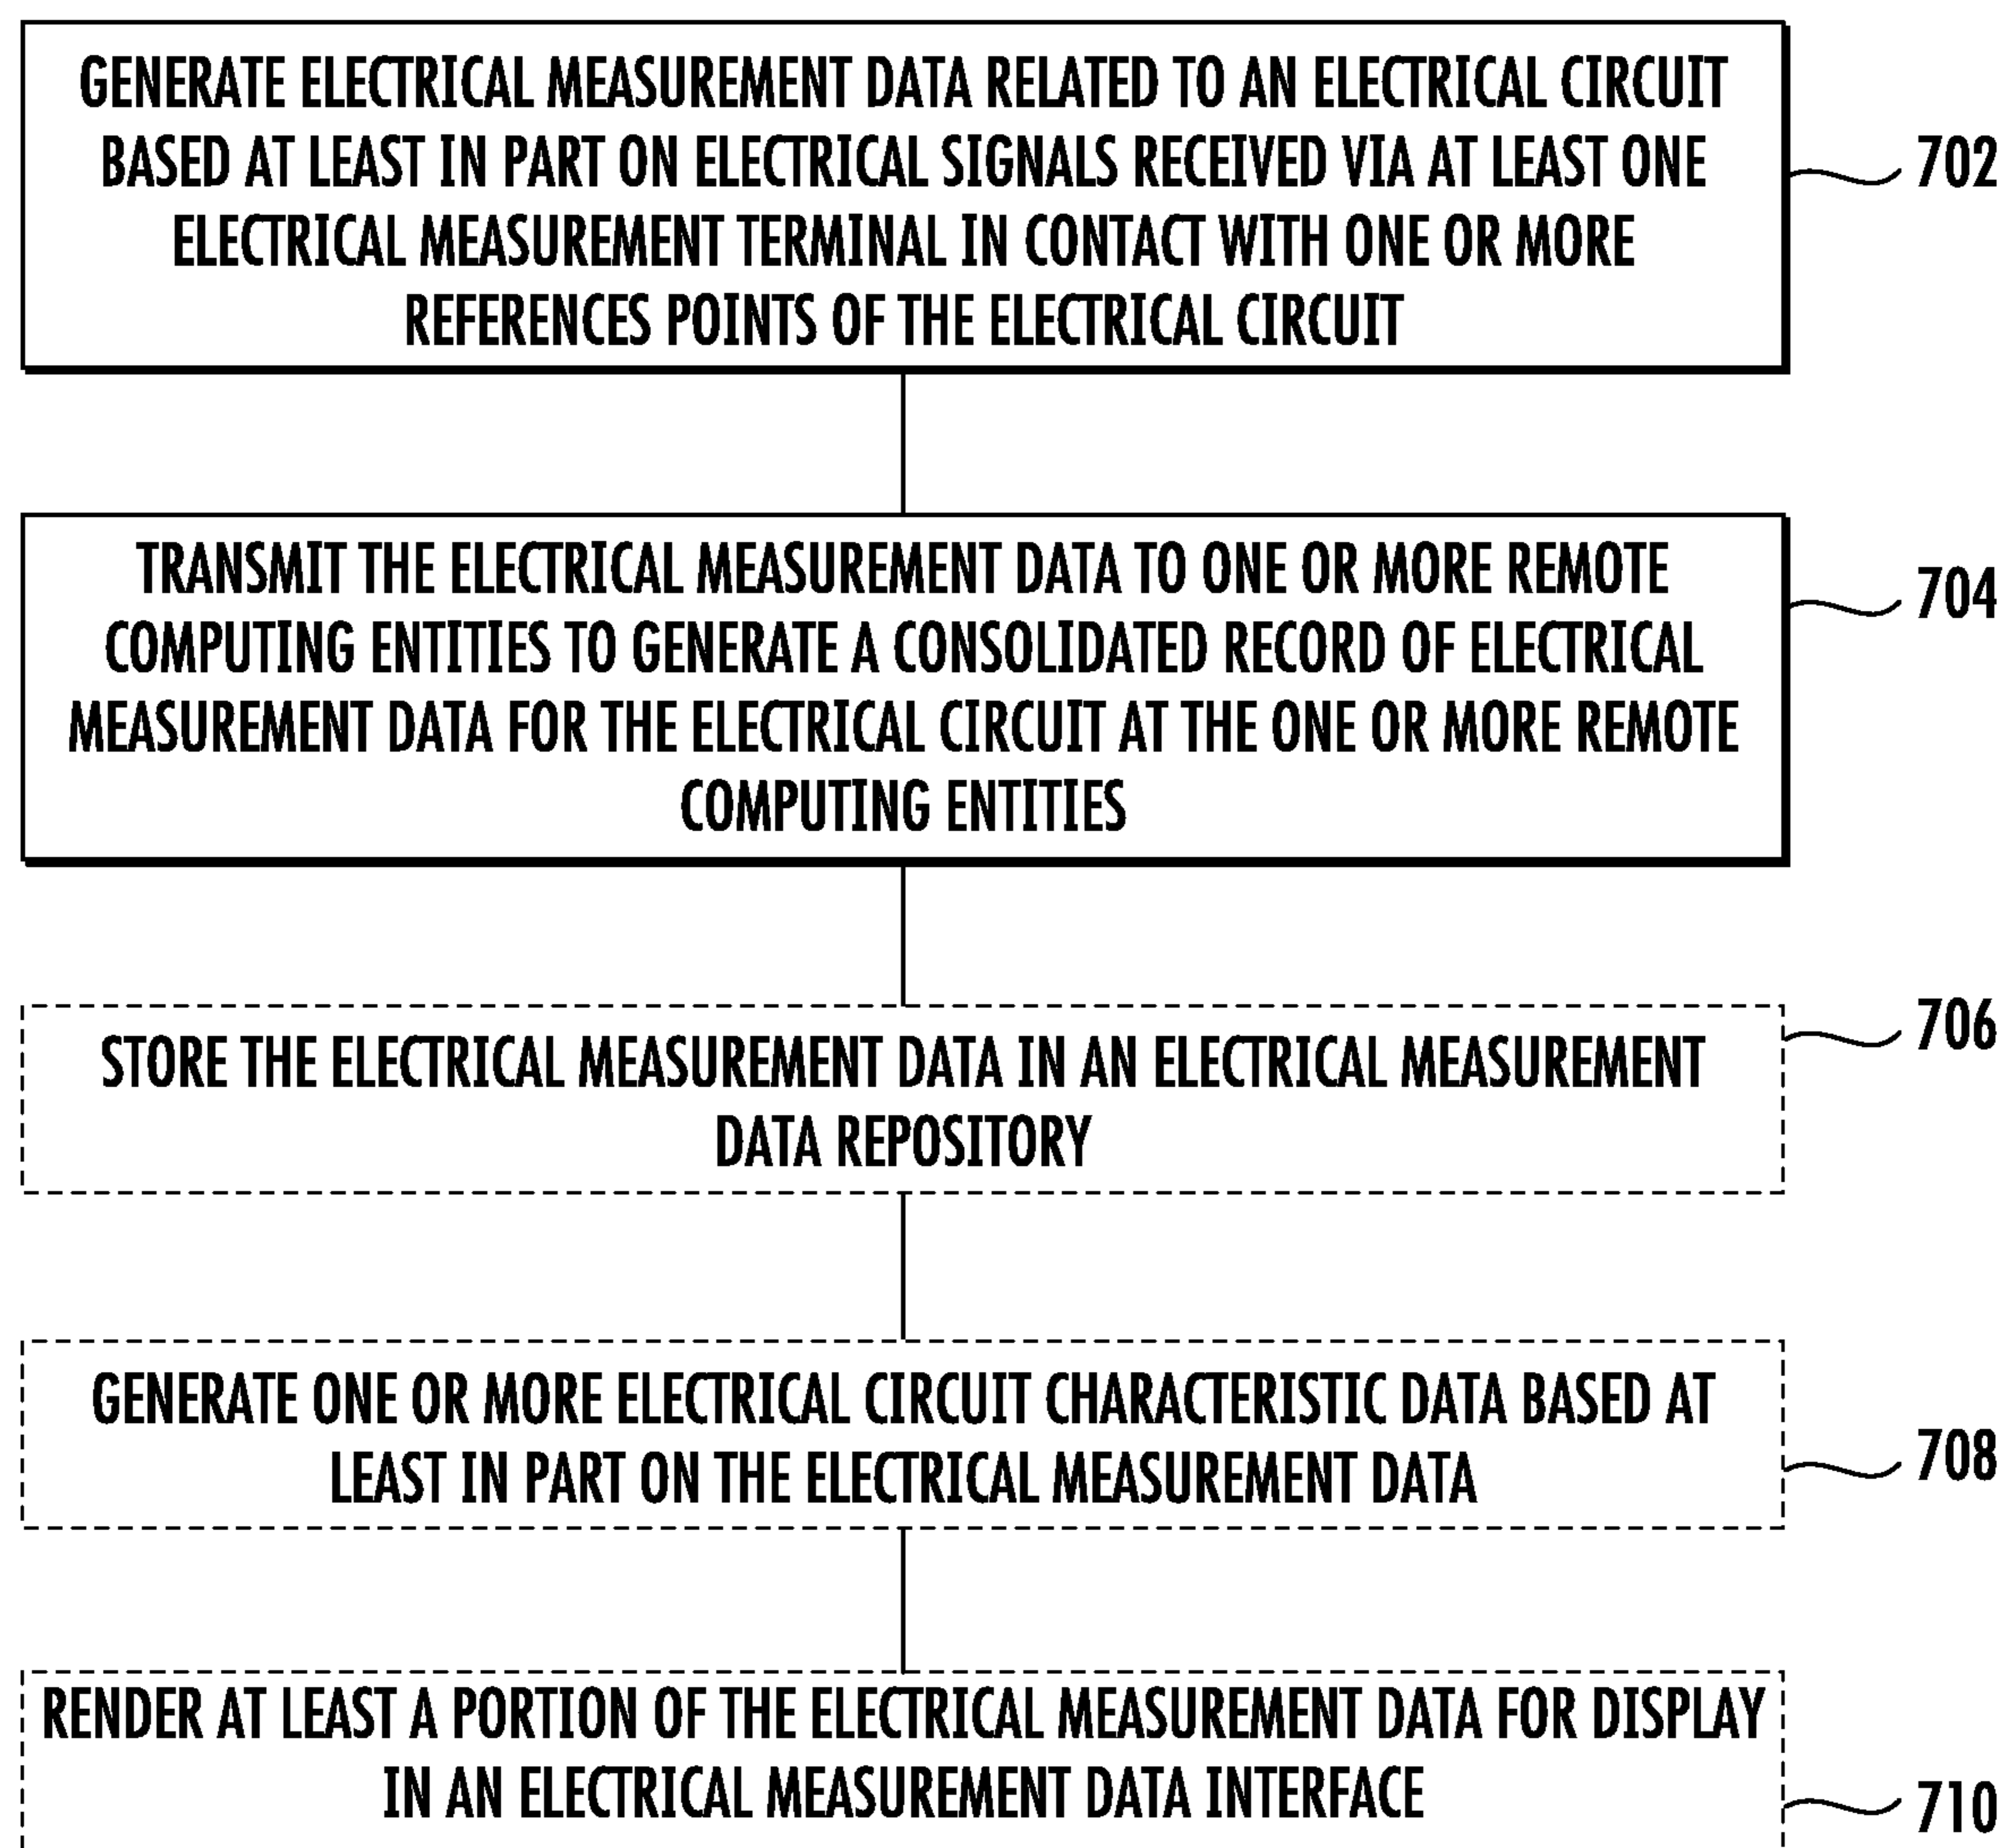 GENERATE ELECTRICAL MEASUREMENT DATA RELATED TO AN ELECTRICAL CIRCUIT
BASED AT LEAST IN PART ON ELECTRICAL SIGNALS RECEIVED VIA AT LEAST ONE
ELECTRICAL MEASUREMENT TERMINAL IN CONTACT WITH ONE OR MORE
REFERENCES POINTS OF THE ELECTRICAL CIRCUIT
702
TRANSMIT THE ELECTRICAL MEASUREMENT DATA TO ONE OR MORE REMOTE
COMPUTING ENTITIES TO GENERATE A CONSOLIDATED RECORD OF ELECTRICAL
MEASUREMENT DATA FOR THE ELECTRICAL CIRCUIT AT THE ONE OR MORE REMOTE
COMPUTING ENTITIES
704
STORE THE ELECTRICAL MEASUREMENT DATA IN AN ELECTRICAL MEASUREMENT
DATA REPOSITORY
706
GENERATE ONE OR MORE ELECTRICAL CIRCUIT CHARACTERISTIC DATA BASED AT
LEAST IN PART ON THE ELECTRICAL MEASUREMENT DATA
708
RENDER AT LEAST A PORTION OF THE ELECTRICAL MEASUREMENT DATA FOR DISPLAY
IN AN ELECTRICAL MEASUREMENT DATA INTERFACE
710